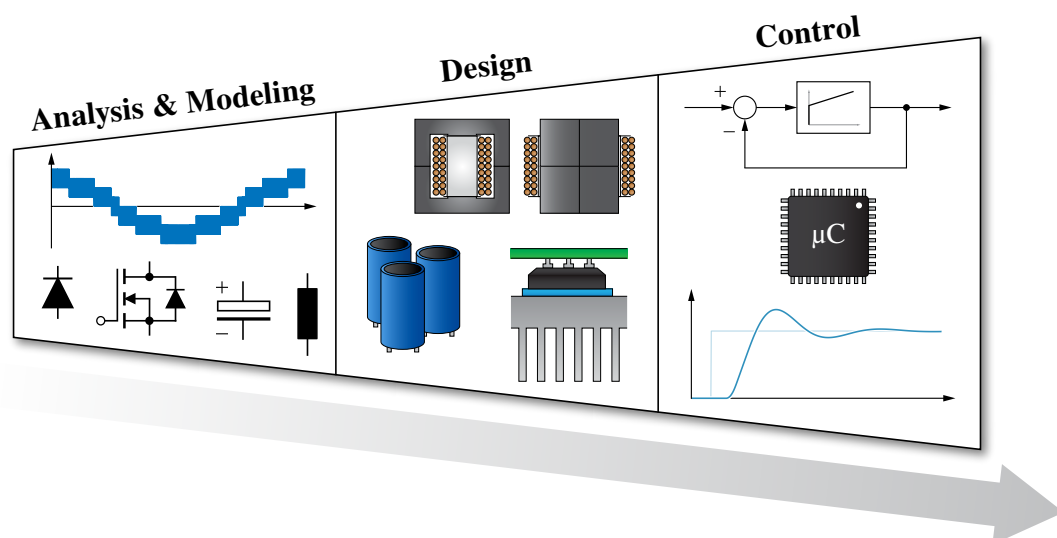 Analysis & Modeling
Design
Control
+
−
+
−
µC